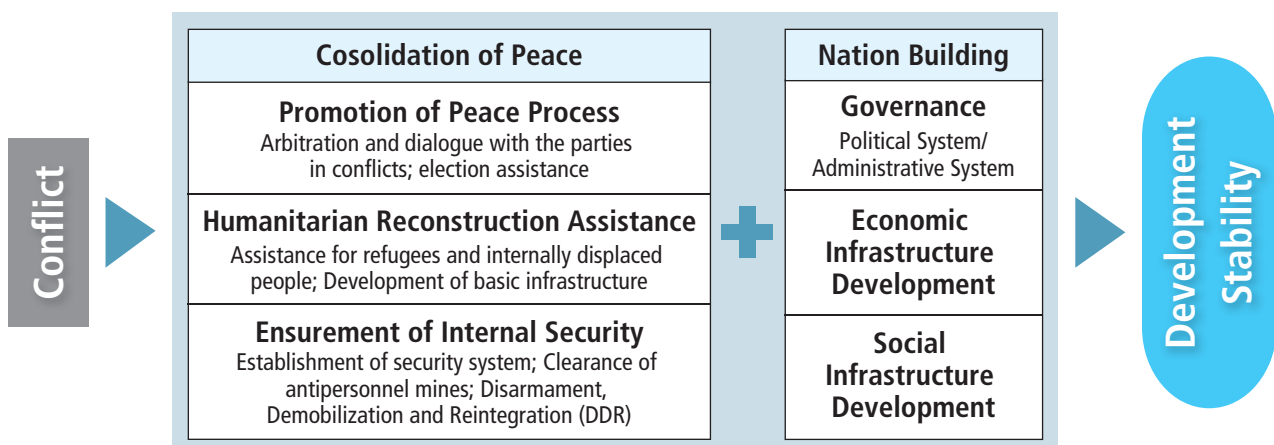 Conflict
Cosolidation of Peace
Promotion of Peace Process
Arbitration and dialogue with the parties
in conflicts; election assistance
Humanitarian Reconstruction Assistance
Assistance for refugees and internally displaced
people; Development of basic infrastructure
Ensurement of Internal Security
Establishment of security system; Clearance of
antipersonnel mines; Disarmament,
Demobilization and Reintegration (DDR)
Nation Building
Governance
Political System/
Administrative System
Economic
Infrastructure
Development
Social
Infrastructure
Development
Development
Stability